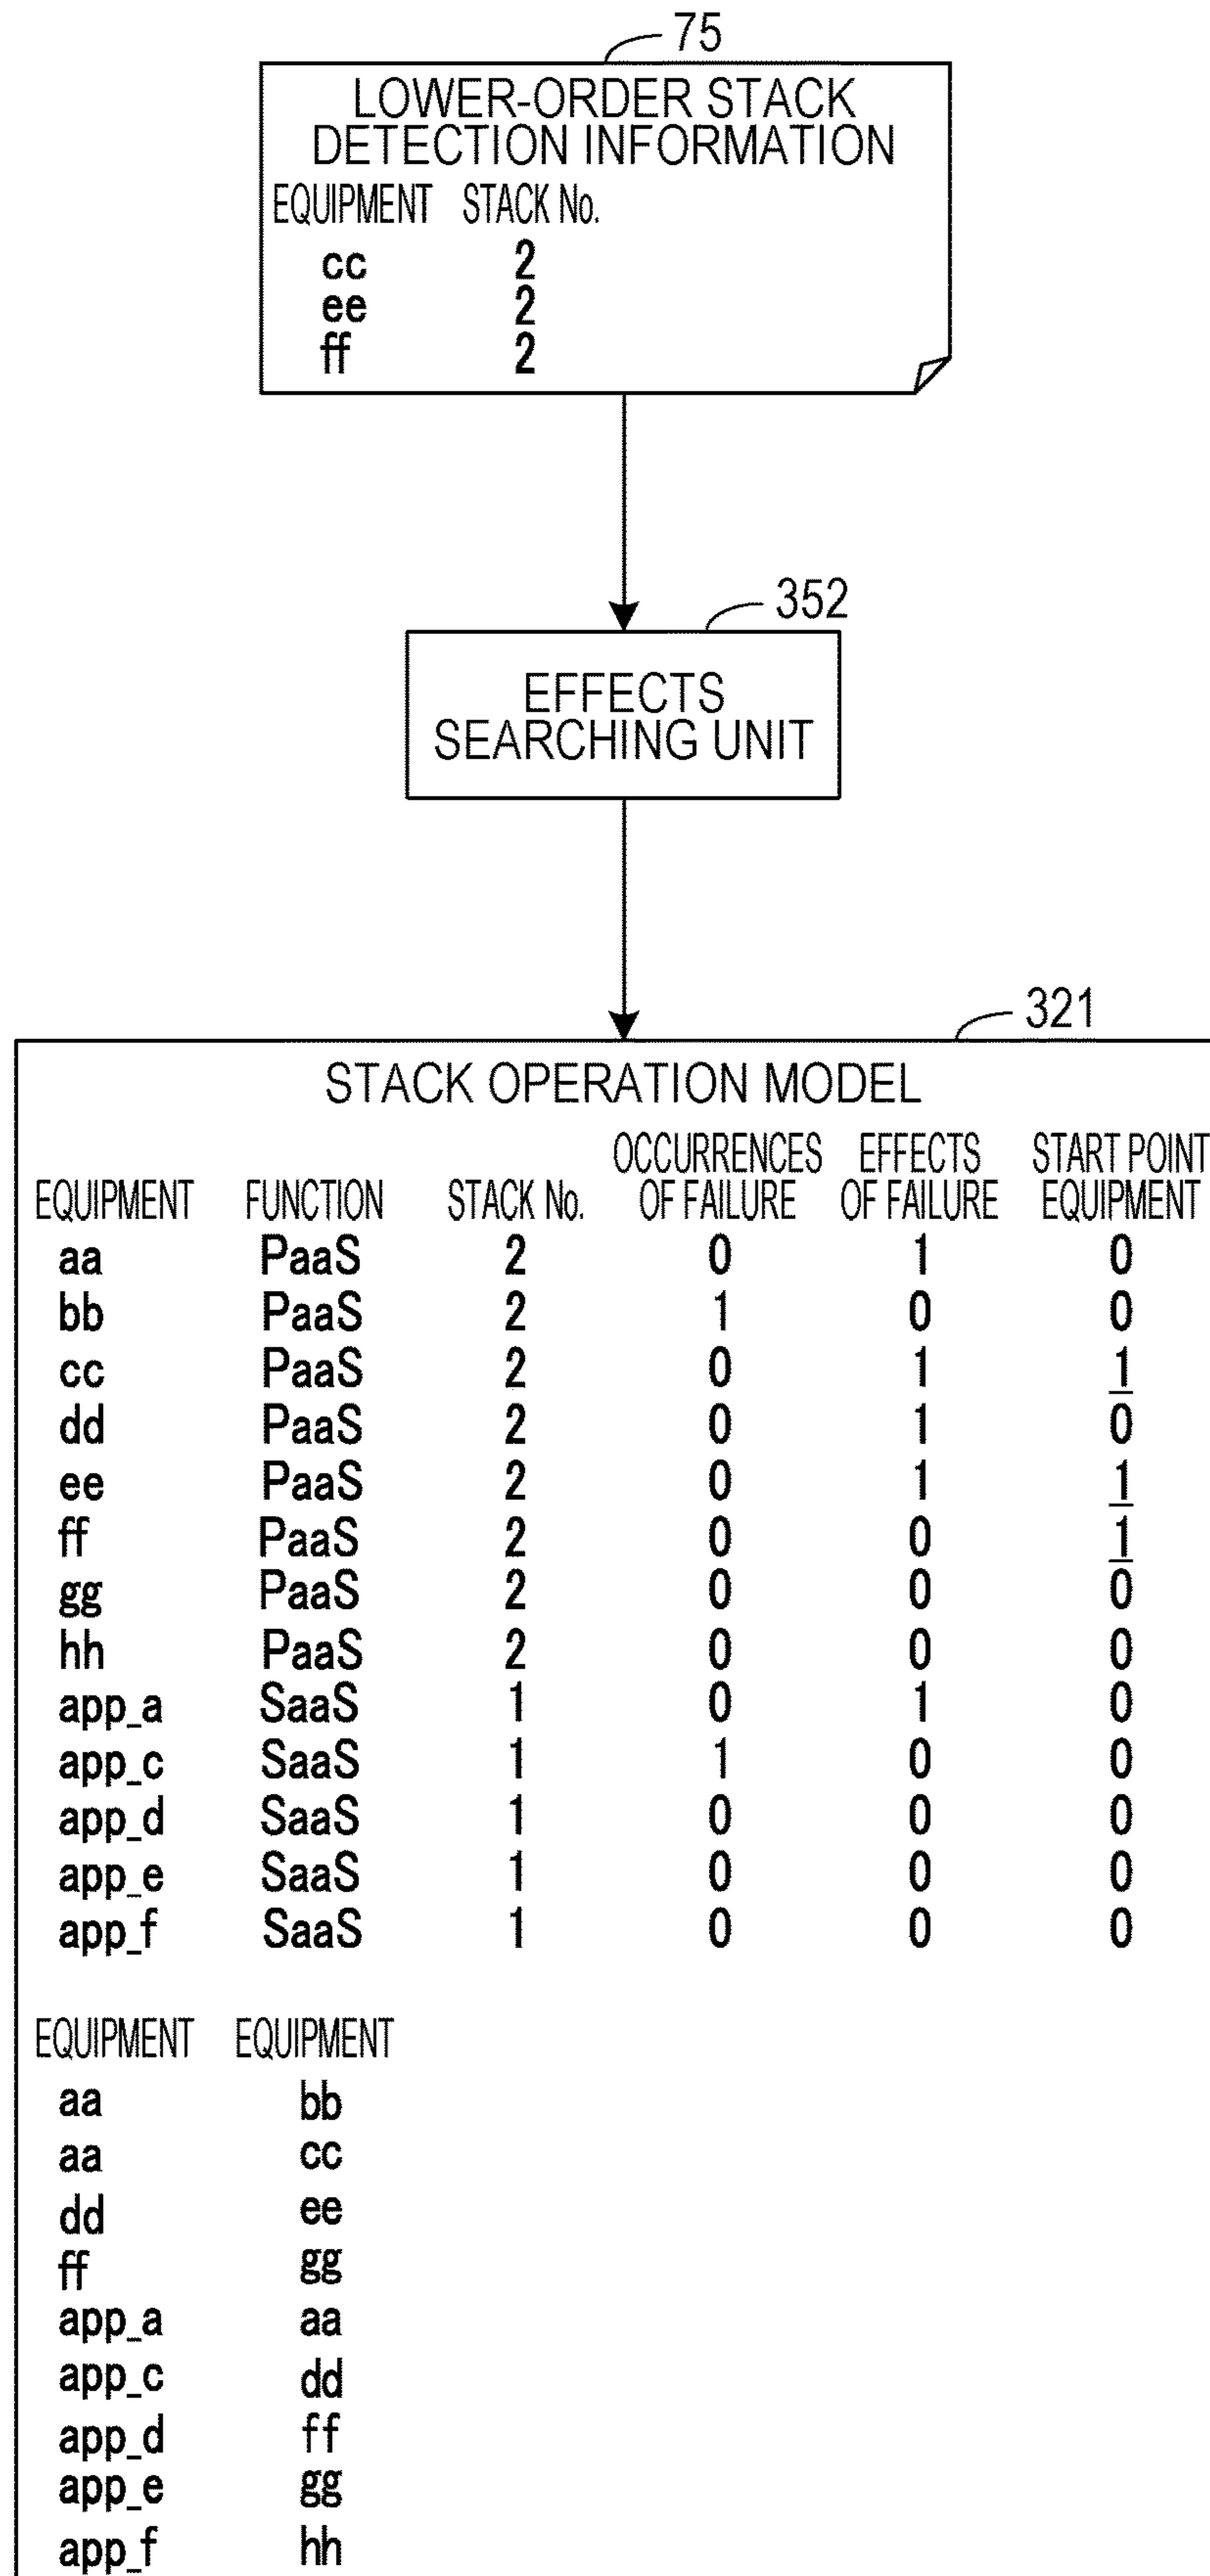 75
LOWER-ORDER STACK
DETECTION INFORMATION
EQUIPMENT STACK No.
cc 2
ee 2
ff 2
352
EFFECTS
SEARCHING UNIT
321
STACK OPERATION MODEL
OCCURRENCES EFFECTS START POINT
EQUIPMENT FUNCTION STACK No. OF FAILURE OF FAILURE EQUIPMENT
aa PaaS 2 0 1 0
bb PaaS 2 1 0 0
cc PaaS 2 0 1 1
dd PaaS 2 0 1 0
ee PaaS 2 0 1 1
ff PaaS 2 0 0 1
gg PaaS 2 0 0 0
hh PaaS 2 0 0 0
app_a SaaS 1 0 1 0
app_c SaaS 1 1 0 0
app_d SaaS 1 0 0 0
app_e SaaS 1 0 0 0
app_f SaaS 1 0 0 0
EQUIPMENT EQUIPMENT
aa bb
aa cc
dd ee
ff gg
app_a aa
app_c dd
app_d ff
app_e gg
app_f hh